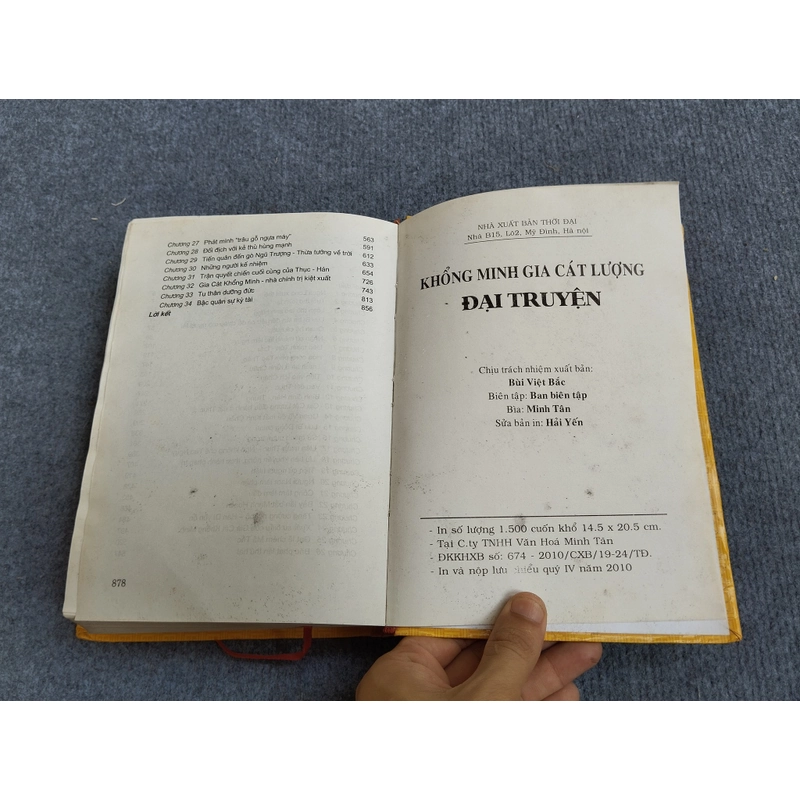 Chương 27 Phát minh "trâu gỗ ngựa máy" 563
Chương 28 Đối địch với kẻ thù hùng mạnh 591
Chương 29 Tiến quân đến gò Ngũ Trượng - Thừa tướng về trời 612
Chương 30 Những người kế nhiệm 633
Chương 31 Trận quyết chiến cuối cùng của Thục - Hán 654
Chương 32 Gia Cát Khổng Minh - nhà chính trị kiệt xuất 726
Chương 33 Tu thân dưỡng đức 743
Chương 34 Bậc quân sự kỳ tài 813
Lời kết 856
878
NHÀ XUẤT BẢN THỜI ĐẠI
Nhà B15, Lô2, Mỹ Đình, Hà nội
KHỔNG MINH GIA CÁT LƯỢNG
ĐẠI TRUYỆN
Chịu trách nhiệm xuất bản:
Bùi Việt Bắc
Biên tập: Ban biên tập
Bìa: Minh Tân
Sửa bản in: Hải Yến
- In số lượng 1.500 cuốn khổ 14.5 x 20.5 cm.
- Tại C.ty TNHH Văn Hoá Minh Tân
- ĐKKHXB số: 674 - 2010/CXB/19-24/TĐ.
- In và nộp lưu chiểu quý IV năm 2010